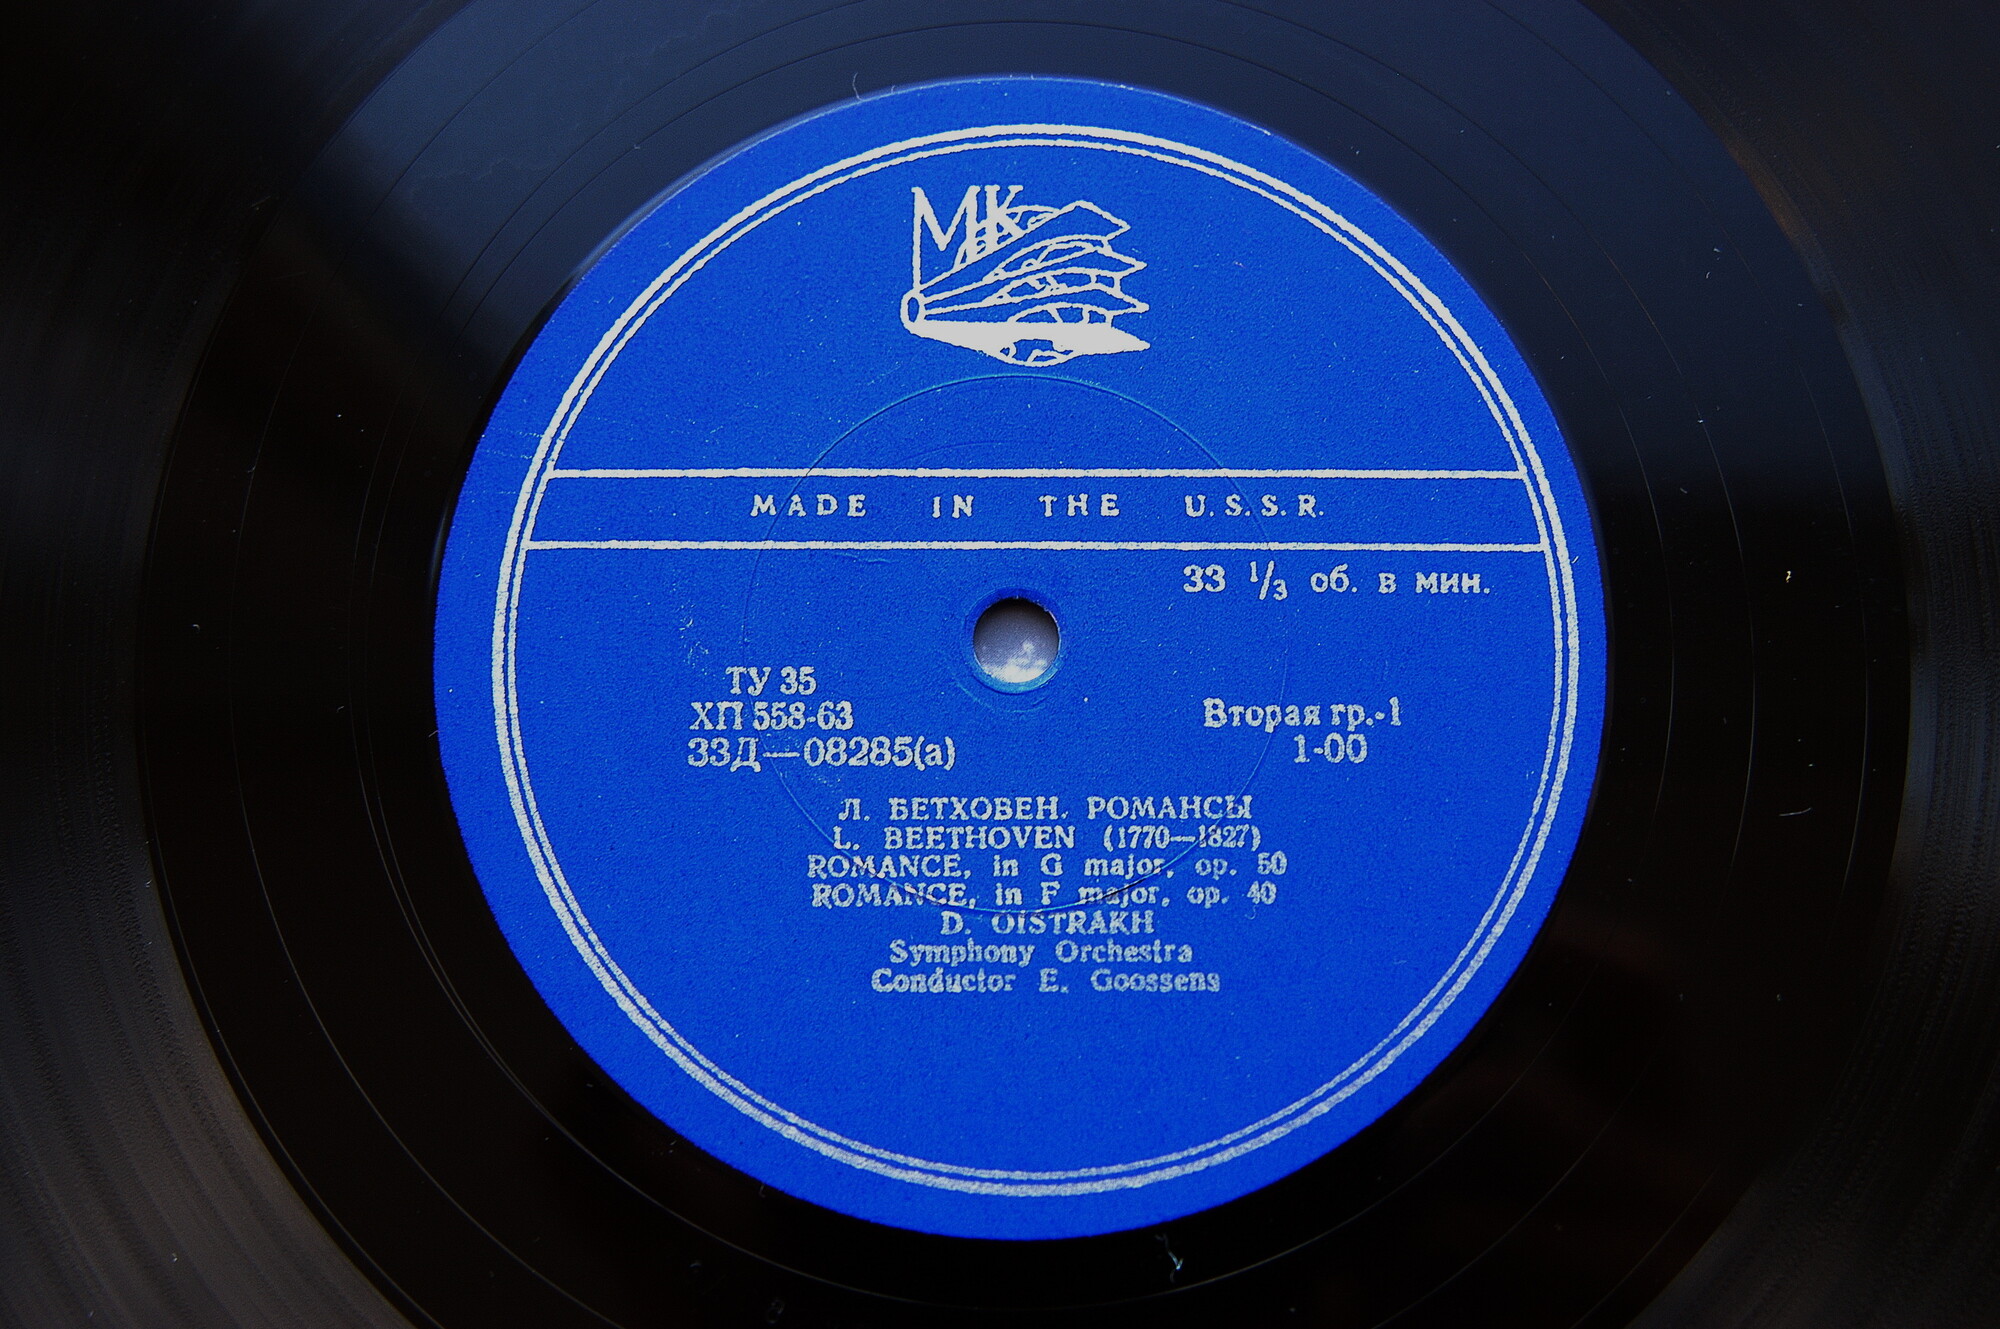 МК
MADE IN THE U.S.S.R.
33 1/3 об. в мин.
ТУ 35
ХП 558-63
33Д—08285(а)
Вторая гр.-1
1-00
Л. БЕТХОВЕН. РОМАНСЫ
L. BEETHOVEN (1770—1827)
ROMANCE, in G major, op. 50
ROMANCE, in F major, op. 40
D. OISTRAKH
Symphony Orchestra
Conductor E. Goossens